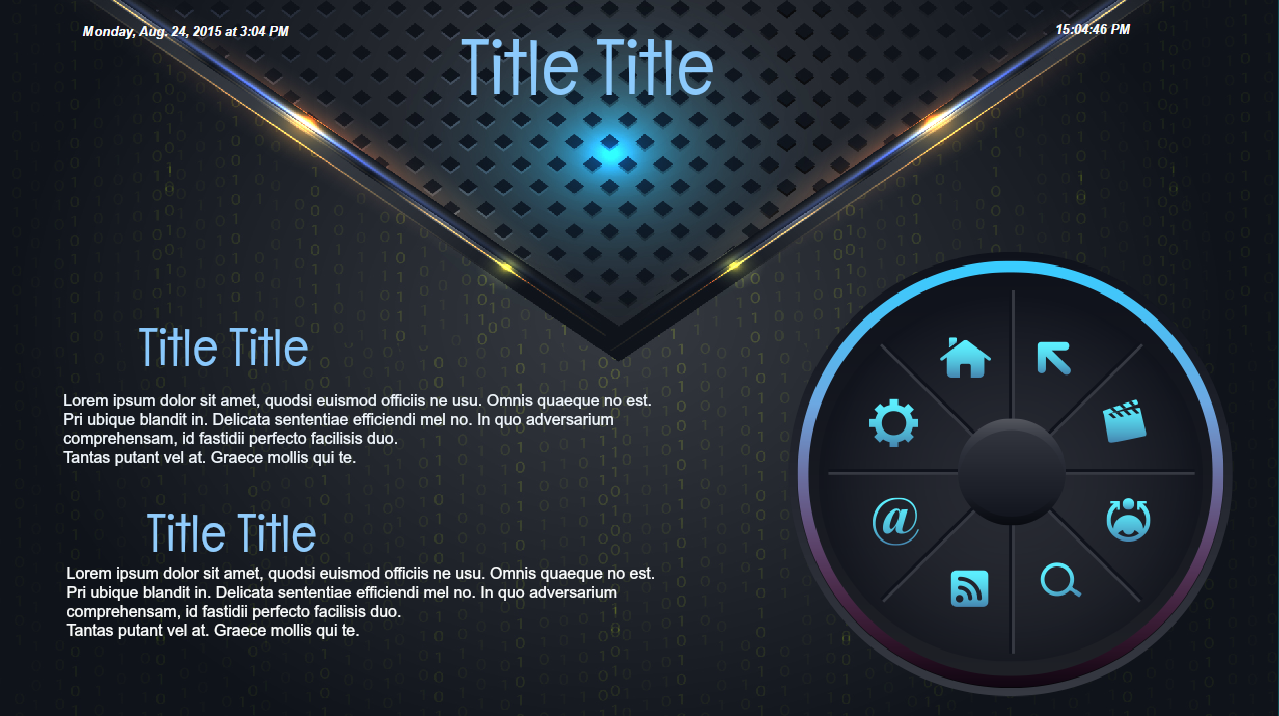 Monday, Aug. 24, 2015 at 3:04 PM
15:04:46 PM
Title Title
Title Title
Lorem ipsum dolor sit amet, quodsi euismod officiis ne usu. Omnis quaeque no est.
Pri ubique blandit in. Delicata sententiae efficiendi mel no. In quo adversarium
comprehensam, id fastidii perfecto facilisis duo.
Tantas putant vel at. Graece mollis qui te.
Title Title
Lorem ipsum dolor sit amet, quodsi euismod officiis ne usu. Omnis quaeque no est.
Pri ubique blandit in. Delicata sententiae efficiendi mel no. In quo adversarium
comprehensam, id fastidii perfecto facilisis duo.
Tantas putant vel at. Graece mollis qui te.
@